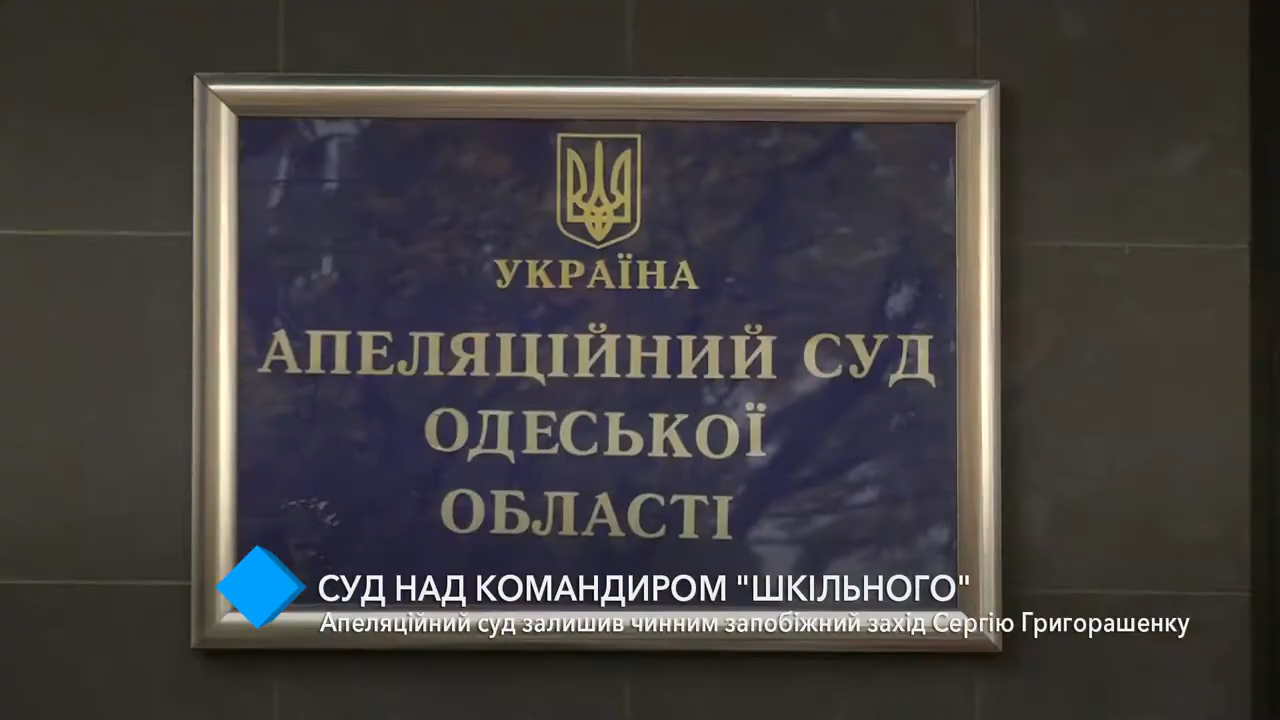 УКРАЇНА
АПЕЛЯЦІЙНИЙ СУД
ОДЕСЬКОЇ
ОБЛАСТІ
СУД НАД КОМАНДИРОМ "ШКІЛЬНОГО"
Апеляційний суд залишив чинним запобіжний захід Сергію Григорашенку